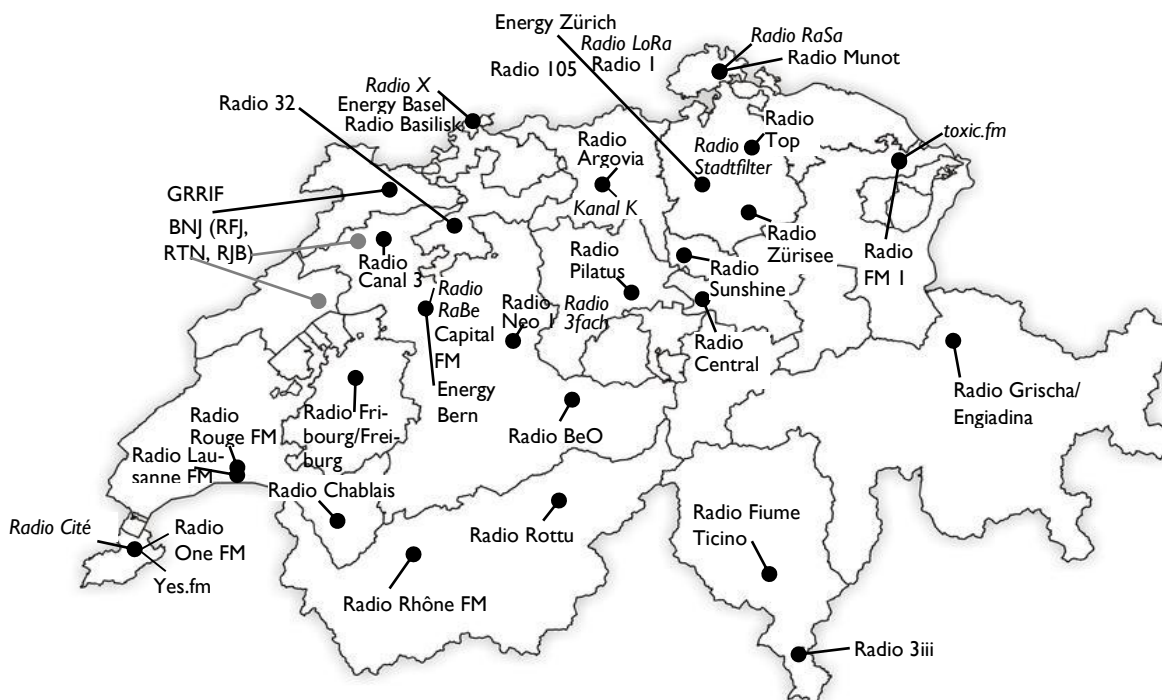 Energy Zürich
Radio LoRa
Radio 1
Radio 105
Radio RaSa
Radio Munot
Radio X
Energy Basel
Radio Basilisk
Radio 32
Radio
Argovia
Kanal K
Radio
Top
Radio
Stadtfilter
toxic.fm
GRRIF
BNJ (RFJ,
RTN, RJB)
Radio
Canal 3
Radio
Pilatus
Radio
Zürisee
Radio
FM 1
Radio
Sunshine
Radio
RaBe
Capital
FM
Energy
Bern
Radio
Neo 1
Radio
3fach
Radio
Central
Radio Grischa/
Engiadina
Radio
Rouge FM
Radio Lau-
sanne FM
Radio Fri-
bourg/Frei-
burg
Radio BeO
Radio Chablais
Radio Rottu
Radio Fiume
Ticino
Radio Cité
Radio
One FM
Yes.fm
Radio Rhône FM
Radio 3iii